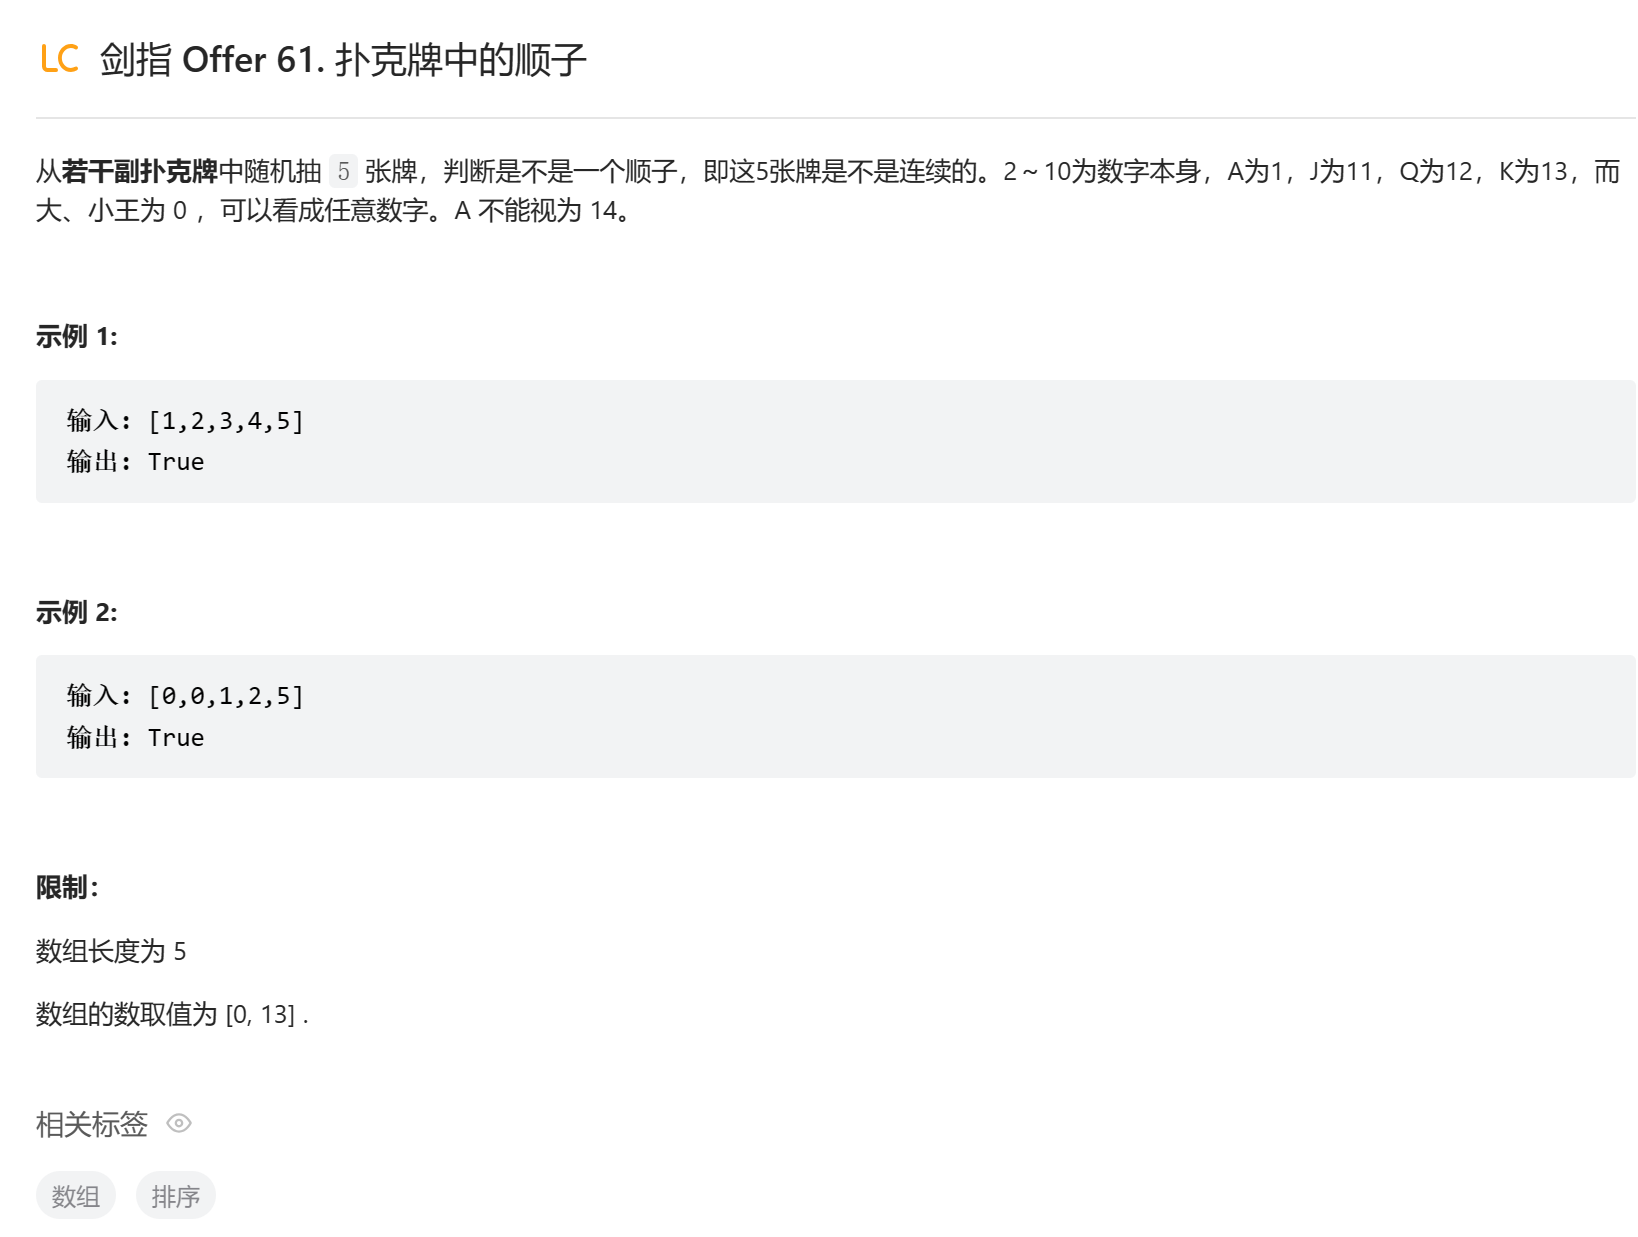 LC 剑指 Offer 61. 扑克牌中的顺子
从若干副扑克牌中随机抽 5 张牌，判断是不是一个顺子，即这5张牌是不是连续的。2～10为数字本身，A为1，J为11，Q为12，K为13，而
大、小王为 0 ，可以看成任意数字。A 不能视为 14。
示例 1:
输入: [1,2,3,4,5]
输出: True
示例 2:
输入: [0,0,1,2,5]
输出: True
限制：
数组长度为 5
数组的数取值为 [0, 13] .
相关标签
数组 排序